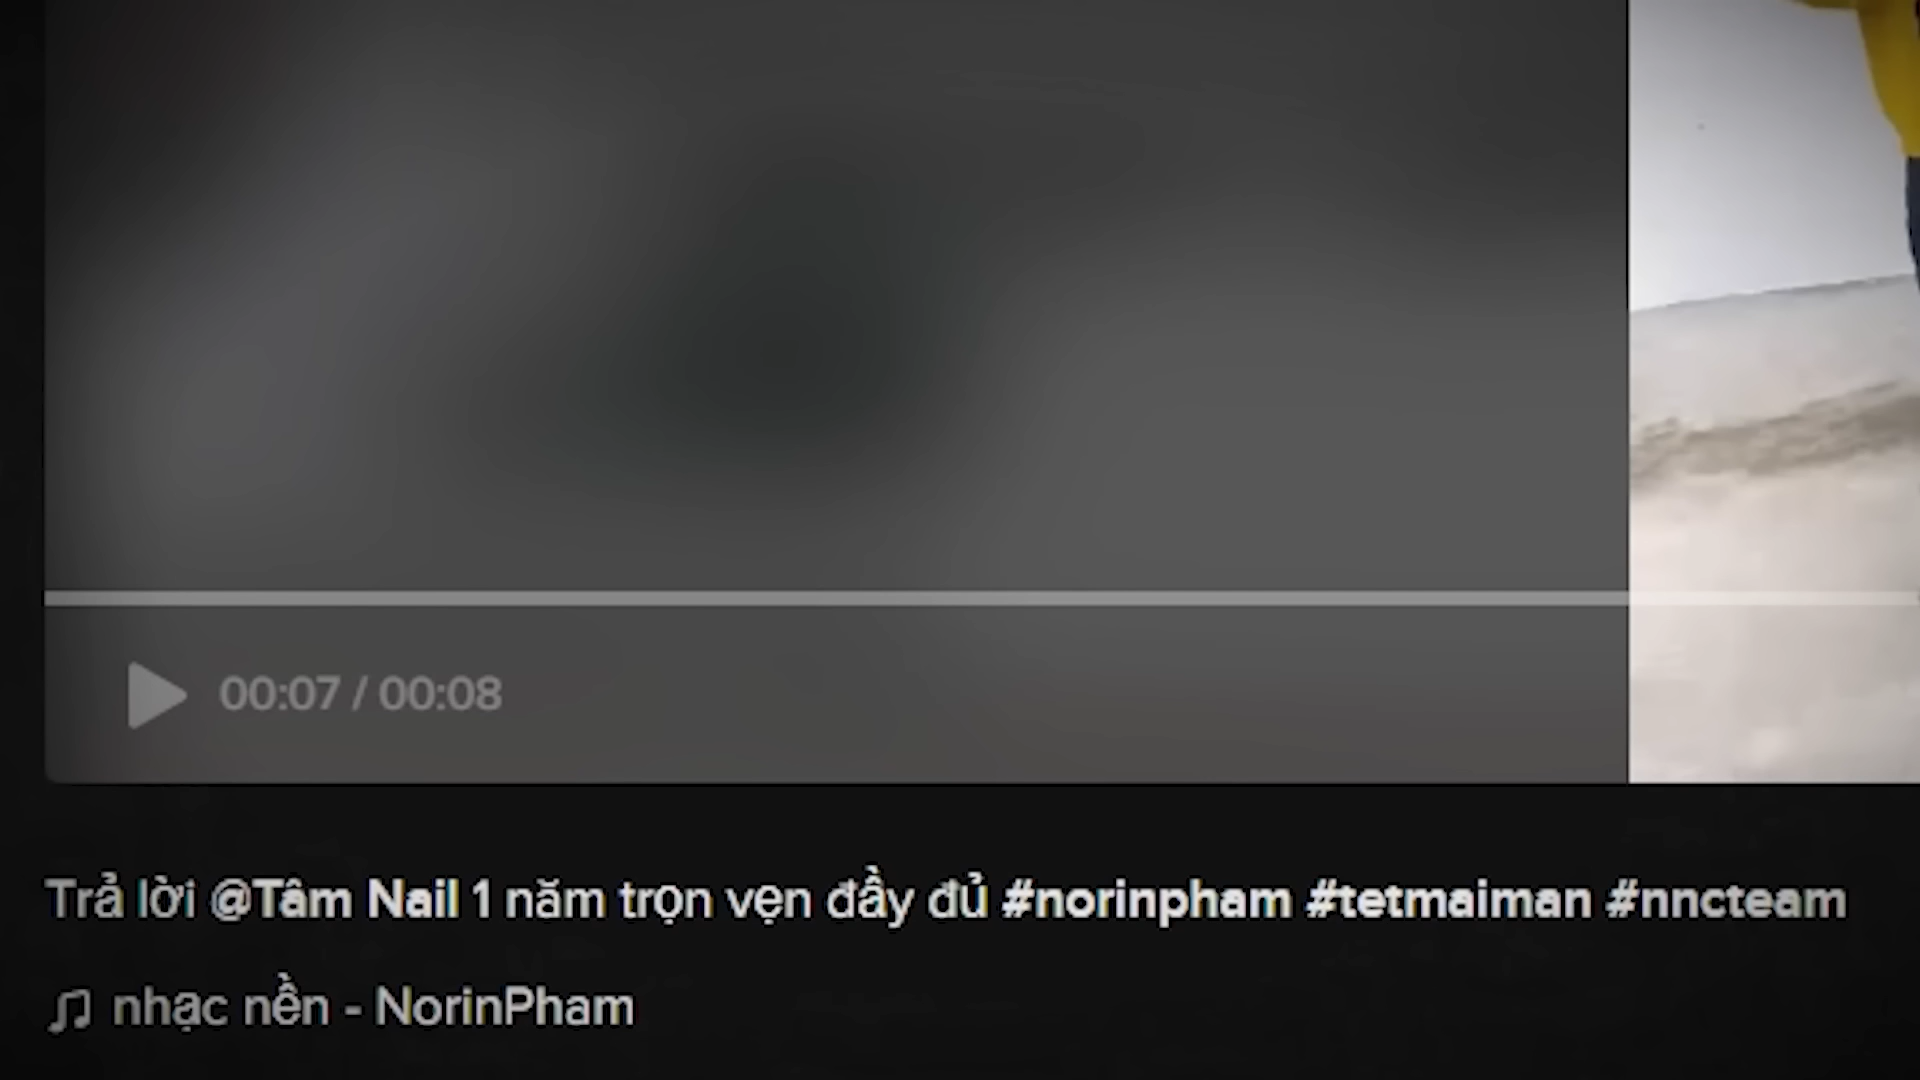 00:07 / 00:08
Trả lời @Tâm Nail 1 năm trọn vẹn đầy đủ #norinpham #tetmaiman #nncteam
nhạc nền - NorinPham